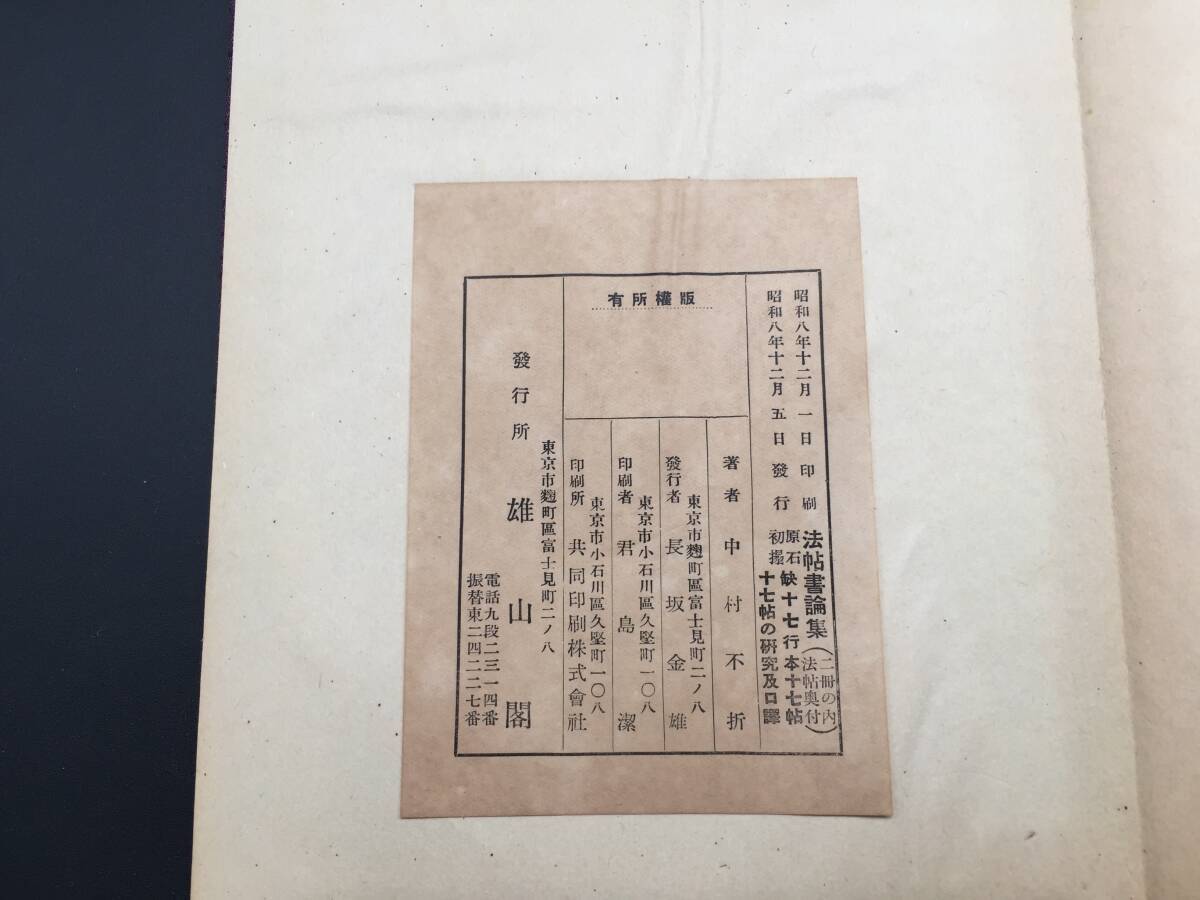 法帖書論集(二冊の内 法帖奥付)
原石初搨 缺十七行本十七帖
十七帖の硏究及口譯
昭和八年十二月一日印刷
昭和八年十二月五日發行
版權所有
著者 中村不折
東京市麴町區富士見町二ノ八
發行者 長坂金雄
東京市小石川區久堅町一〇八
印刷者 君島潔
東京市小石川區久堅町一〇八
印刷所 共同印刷株式會社
東京市麴町區富士見町二ノ八
發行所 雄山閣
電話九段二三一四番
振替東二四二二七番